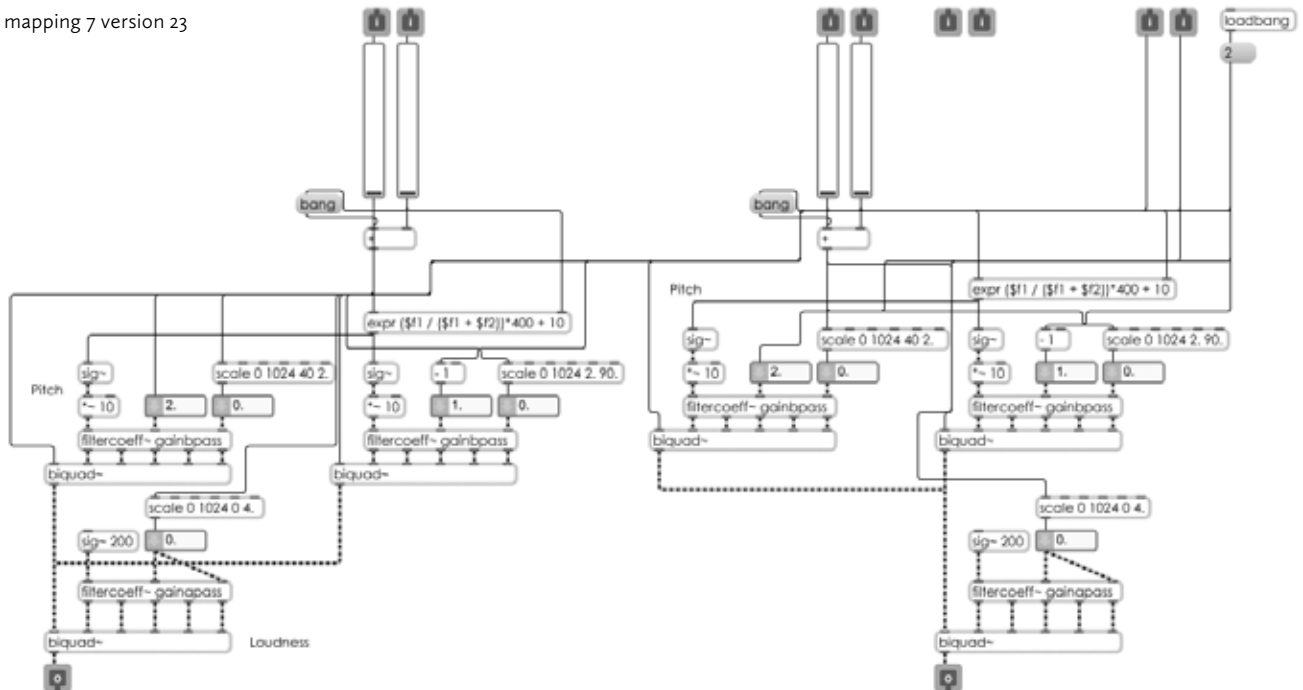 mapping 7 version 23
loadbang
2
bang
bang
+
+
expr ($f1 / ($f1 + $f2))*400 + 10
Pitch
expr ($f1 / ($f1 + $f2))*400 + 10
sig~
scale 0 1024 40 2.
sig~
- 1
scale 0 1024 2. 90.
Pitch
sig~
scale 0 1024 40 2.
sig~
- 1
scale 0 1024 2. 90.
*~ 10
2.
0.
*~ 10
1.
0.
*~ 10
2.
0.
*~ 10
1.
0.
filtercoeff~ gainbpass
filtercoeff~ gainbpass
filtercoeff~ gainbpass
filtercoeff~ gainbpass
biquad~
biquad~
biquad~
biquad~
scale 0 1024 0 4.
scale 0 1024 0 4.
sig~ 200
0.
sig~ 200
0.
filtercoeff~ gainapass
filtercoeff~ gainapass
biquad~
Loudness
biquad~